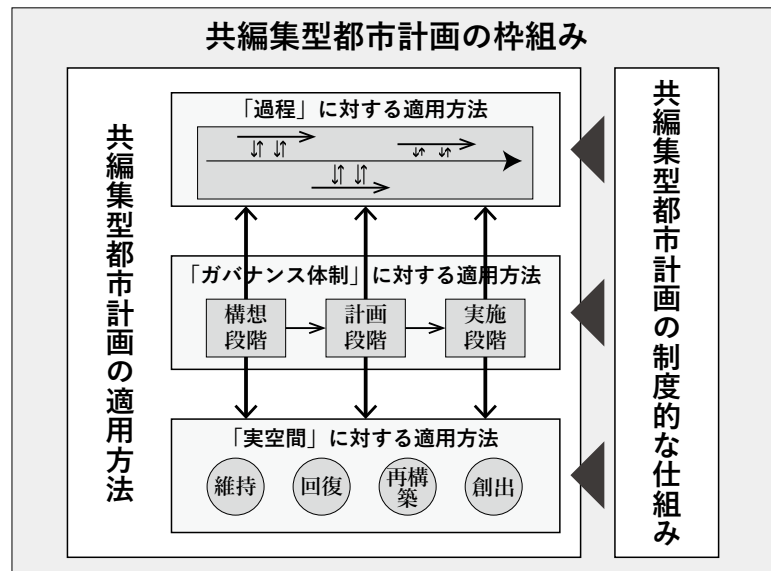 共編集型都市計画の枠組み
共編集型都市計画の適用方法
「過程」に対する適用方法
「ガバナンス体制」に対する適用方法
構想
段階
計画
段階
実施
段階
「実空間」に対する適用方法
維持
回復
再構
築
創出
共編集型都市計画の制度的な仕組み